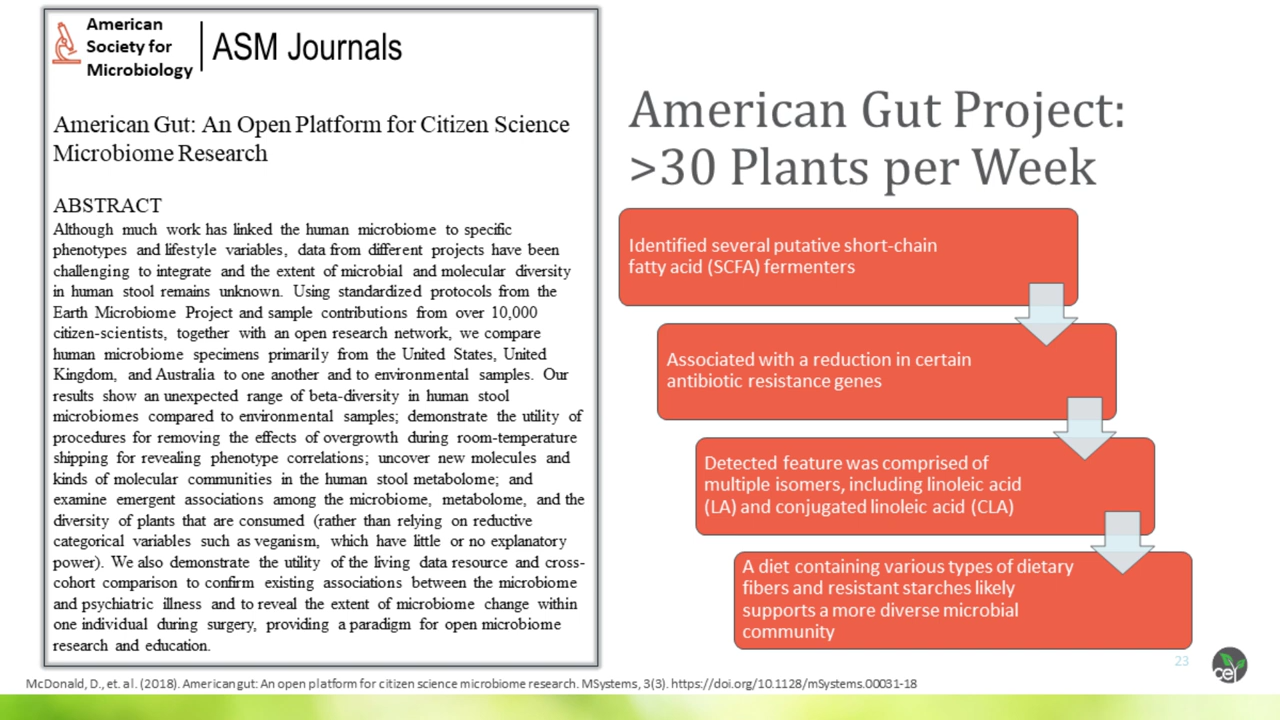 American
Society for
Microbiology
ASM Journals
American Gut: An Open Platform for Citizen Science
Microbiome Research
ABSTRACT
Although much work has linked the human microbiome to specific
phenotypes and lifestyle variables, data from different projects have been
challenging to integrate and the extent of microbial and molecular diversity
in human stool remains unknown. Using standardized protocols from the
Earth Microbiome Project and sample contributions from over 10,000
citizen-scientists, together with an open research network, we compare
human microbiome specimens primarily from the United States, United
Kingdom, and Australia to one another and to environmental samples. Our
results show an unexpected range of beta-diversity in human stool
microbiomes compared to environmental samples; demonstrate the utility of
procedures for removing the effects of overgrowth during room-temperature
shipping for revealing phenotype correlations; uncover new molecules and
kinds of molecular communities in the human stool metabolome; and
examine emergent associations among the microbiome, metabolome, and the
diversity of plants that are consumed (rather than relying on reductive
categorical variables such as veganism, which have little or no explanatory
power). We also demonstrate the utility of the living data resource and cross-
cohort comparison to confirm existing associations between the microbiome
and psychiatric illness and to reveal the extent of microbiome change within
one individual during surgery, providing a paradigm for open microbiome
research and education.
American Gut Project:
>30 Plants per Week
Identified several putative short-chain
fatty acid (SCFA) fermenters
Associated with a reduction in certain
antibiotic resistance genes
Detected feature was comprised of
multiple isomers, including linoleic acid
(LA) and conjugated linoleic acid (CLA)
A diet containing various types of dietary
fibers and resistant starches likely
supports a more diverse microbial
community
23
McDonald, D., et. al. (2018). American gut: An open platform for citizen science microbiome research. MSystems, 3(3). https://doi.org/10.1128/mSystems.00031-18